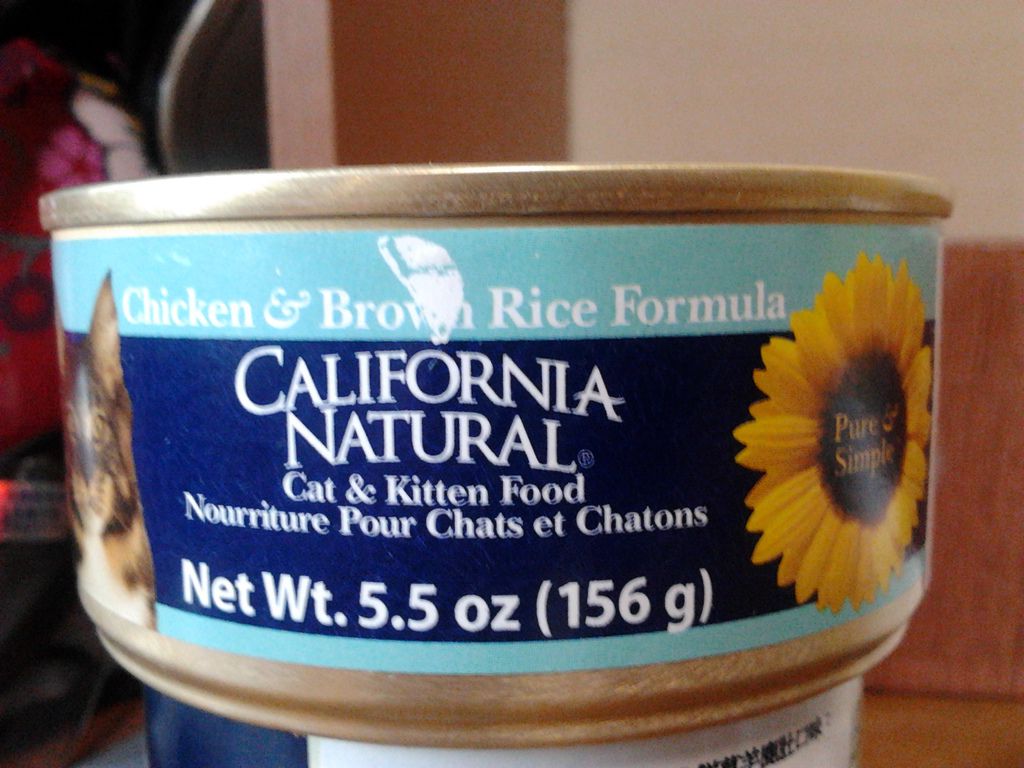 Chicken & Brown Rice Formula
CALIFORNIA
NATURAL®
Cat & Kitten Food
Nourriture Pour Chats et Chatons
Net Wt. 5.5 oz (156 g)
Pure &
Simple